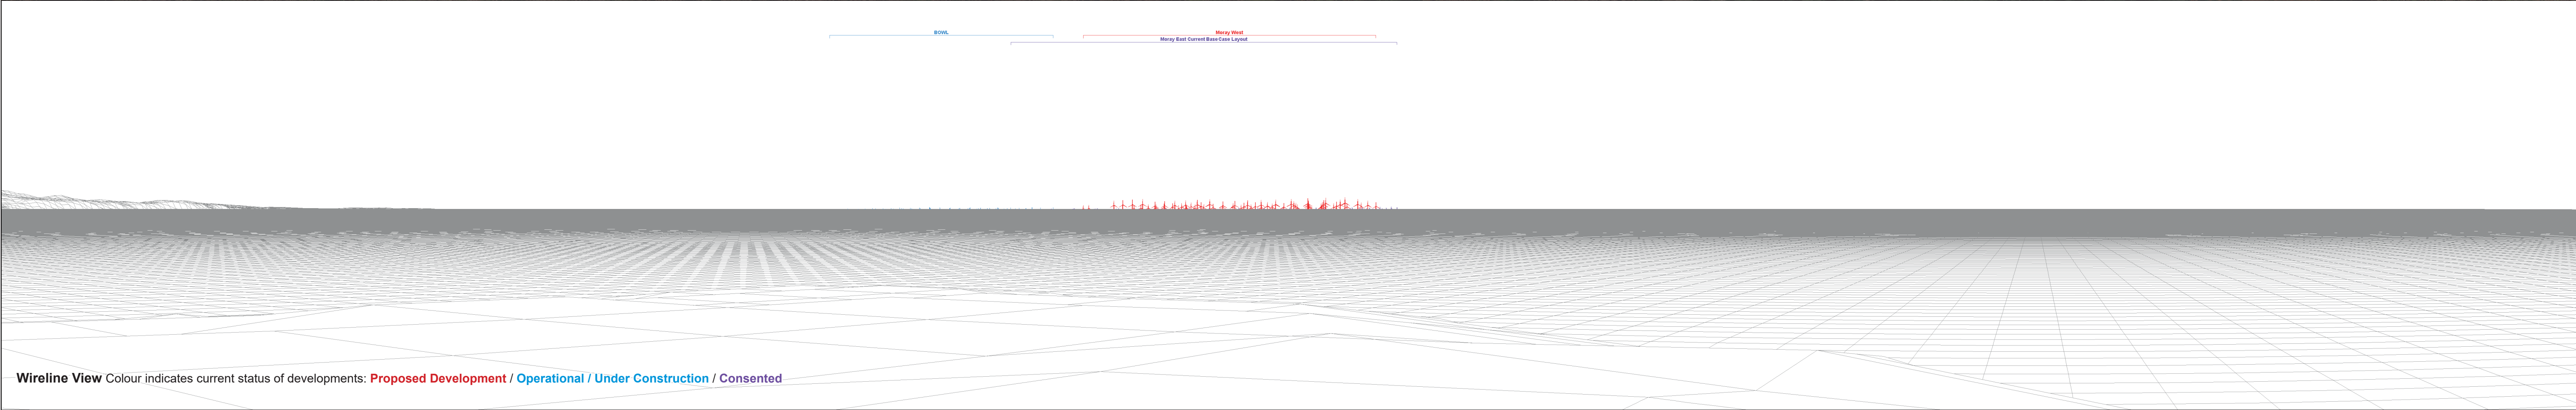 BOWL
Moray West
Moray East Current Base Case Layout
Wireline View Colour indicates current status of developments: Proposed Development / Operational / Under Construction / Consented